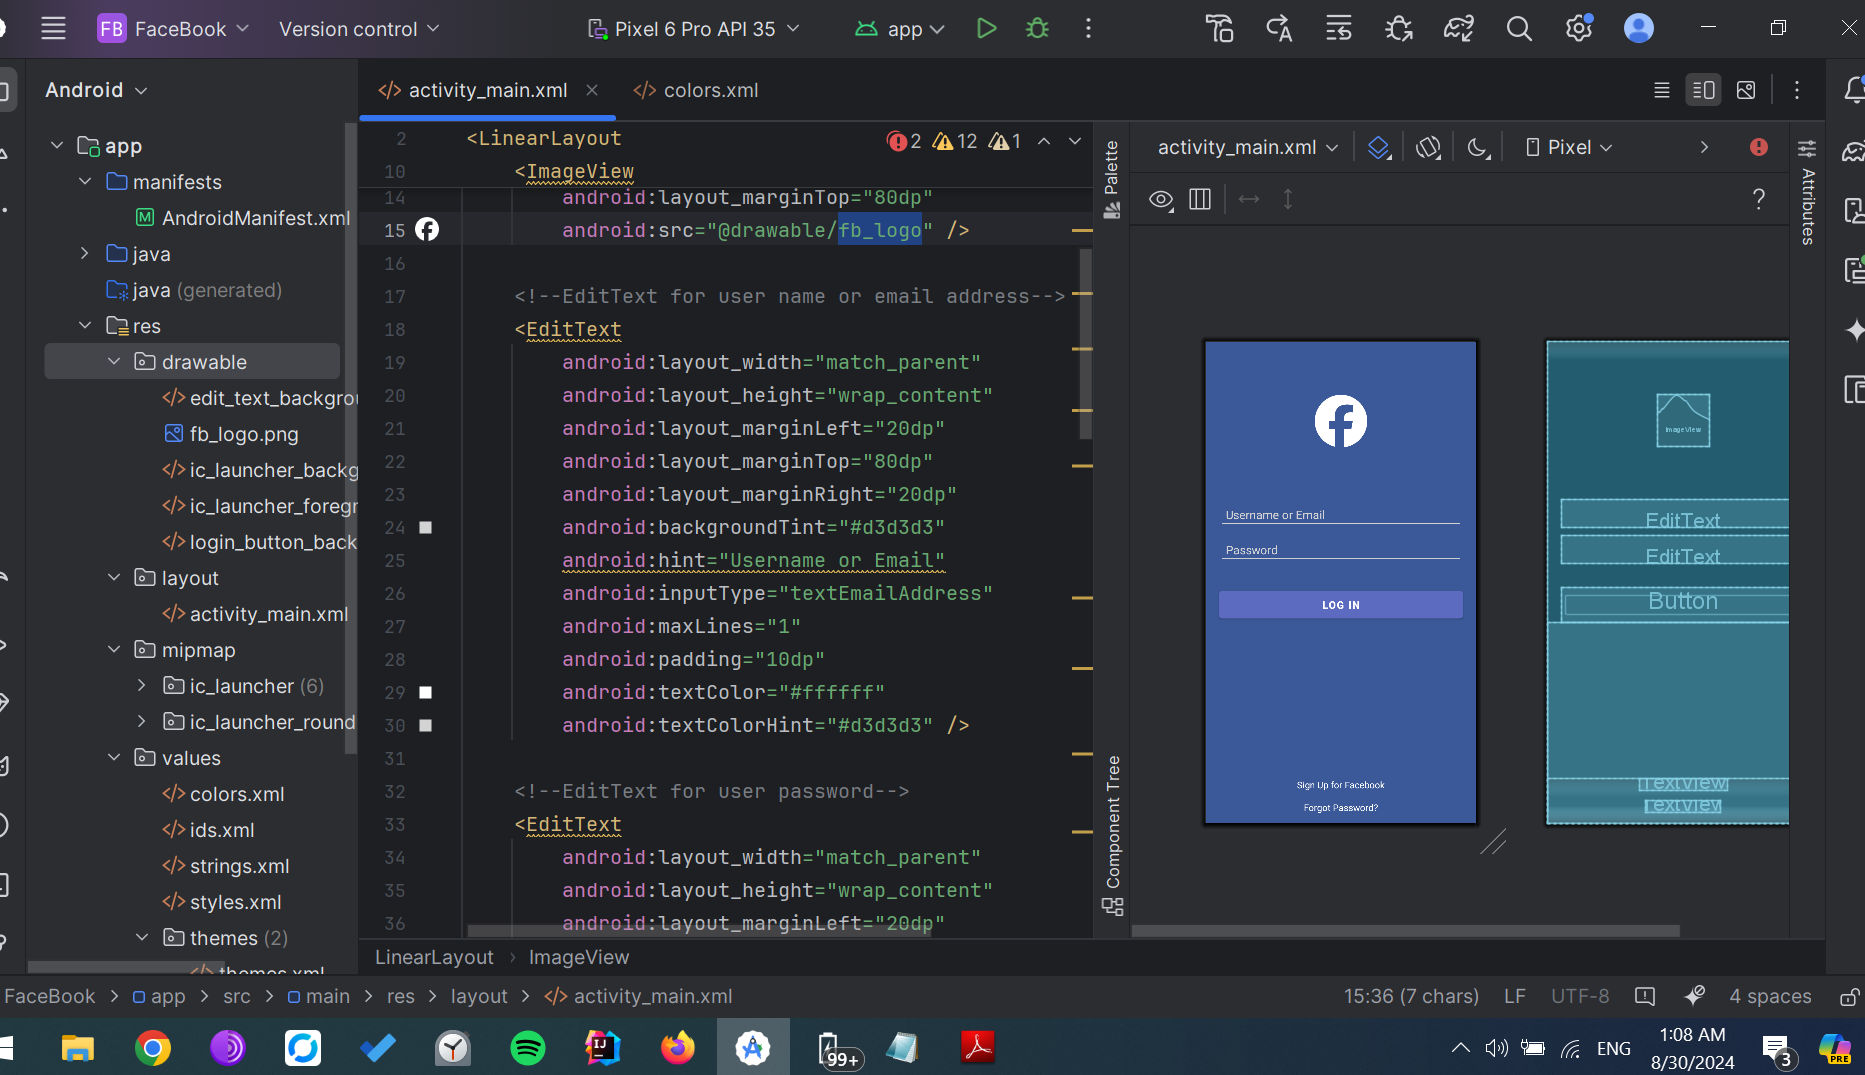 FB FaceBook Version control Pixel 6 Pro API 35 app
Android
activity_main.xml
colors.xml
app
manifests
AndroidManifest.xml
java
java (generated)
res
drawable
edit_text_backgrou
fb_logo.png
ic_launcher_backg
ic_launcher_foregr
login_button_back
layout
activity_main.xml
mipmap
ic_launcher (6)
ic_launcher_round
values
colors.xml
ids.xml
strings.xml
styles.xml
themes (2)
themes.xml
2 <LinearLayout
2 12 1
10 <ImageView
14 android:layout_marginTop="80dp"
15 android:src="@drawable/fb_logo" />
16
17 <!--EditText for user name or email address-->
18 <EditText
19 android:layout_width="match_parent"
20 android:layout_height="wrap_content"
21 android:layout_marginLeft="20dp"
22 android:layout_marginTop="80dp"
23 android:layout_marginRight="20dp"
24 android:backgroundTint="#d3d3d3"
25 android:hint="Username or Email"
26 android:inputType="textEmailAddress"
27 android:maxLines="1"
28 android:padding="10dp"
29 android:textColor="#ffffff"
30 android:textColorHint="#d3d3d3" />
31
32 <!--EditText for user password-->
33 <EditText
34 android:layout_width="match_parent"
35 android:layout_height="wrap_content"
36 android:layout_marginLeft="20dp"
LinearLayout > ImageView
Palette
Component Tree
activity_main.xml Pixel
?
Attributes
Username or Email
Password
LOG IN
Sign Up for Facebook
Forgot Password?
ImageView
EditText
EditText
Button
TextView
TextView
FaceBook > app > src > main > res > layout > activity_main.xml
15:36 (7 chars) LF UTF-8 4 spaces
IJ
99+
ENG
1:08 AM
8/30/2024
3
PRE